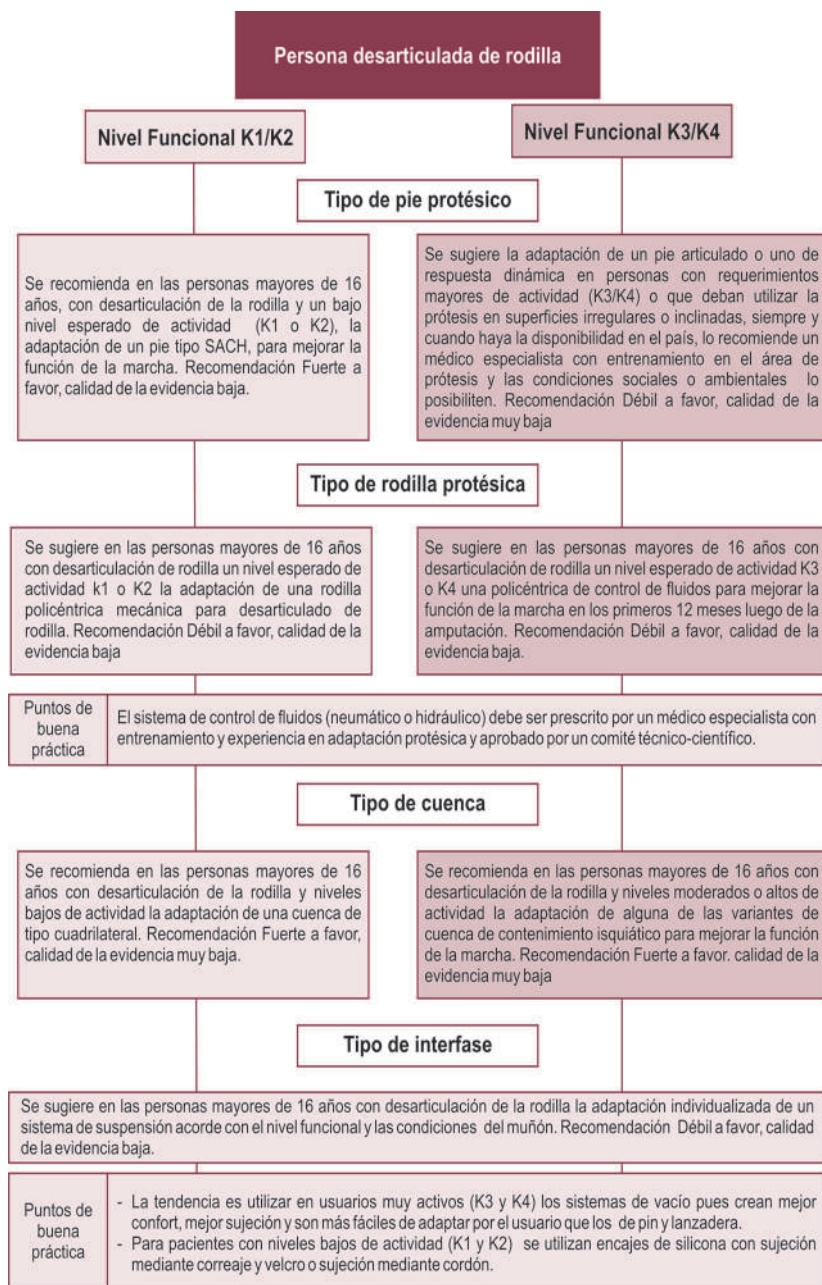 Persona desarticulada de rodilla
Nivel Funcional K1/K2
Nivel Funcional K3/K4
Tipo de pie protésico
Se recomienda en las personas mayores de 16
años, con desarticulación de la rodilla y un bajo
nivel esperado de actividad (K1 o K2), la
adaptación de un pie tipo SACH, para mejorar la
función de la marcha. Recomendación Fuerte a
favor, calidad de la evidencia baja.
Se sugiere la adaptación de un pie articulado o uno de
respuesta dinámica en personas con requerimientos
mayores de actividad (K3/K4) o que deban utilizar la
prótesis en superficies irregulares o inclinadas, siempre y
cuando haya la disponibilidad en el país, lo recomiende un
médico especialista con entrenamiento en el área de
prótesis y las condiciones sociales o ambientales lo
posibiliten. Recomendación Débil a favor, calidad de la
evidencia muy baja
Tipo de rodilla protésica
Se sugiere en las personas mayores de 16 años
con desarticulación de rodilla un nivel esperado de
actividad k1 o K2 la adaptación de una rodilla
policéntrica mecánica para desarticulado de
rodilla. Recomendación Débil a favor, calidad de la
evidencia baja
Se sugiere en las personas mayores de 16 años con
desarticulación de rodilla un nivel esperado de actividad K3
o K4 una policéntrica de control de fluidos para mejorar la
función de la marcha en los primeros 12 meses luego de la
amputación. Recomendación Débil a favor, calidad de la
evidencia baja.
Puntos de
buena
práctica
El sistema de control de fluidos (neumático o hidráulico) debe ser prescrito por un médico especialista con
entrenamiento y experiencia en adaptación protésica y aprobado por un comité técnico-científico.
Tipo de cuenca
Se recomienda en las personas mayores de 16
años con desarticulación de la rodilla y niveles
bajos de actividad la adaptación de una cuenca de
tipo cuadrilateral. Recomendación Fuerte a favor,
calidad de la evidencia muy baja.
Se recomienda en las personas mayores de 16 años con
desarticulación de la rodilla y niveles moderados o altos de
actividad la adaptación de alguna de las variantes de
cuenca de contenimiento isquiático para mejorar la función
de la marcha. Recomendación Fuerte a favor. calidad de la
evidencia muy baja
Tipo de interfase
Se sugiere en las personas mayores de 16 años con desarticulación de la rodilla la adaptación individualizada de un
sistema de suspensión acorde con el nivel funcional y las condiciones del muñón. Recomendación Débil a favor, calidad
de la evidencia baja.
Puntos de
buena
práctica
- La tendencia es utilizar en usuarios muy activos (K3 y K4) los sistemas de vacío pues crean mejor
confort, mejor sujeción y son más fáciles de adaptar por el usuario que los de pin y lanzadera.
- Para pacientes con niveles bajos de actividad (K1 y K2) se utilizan encajes de silicona con sujeción
mediante correaje y velcro o sujeción mediante cordón.